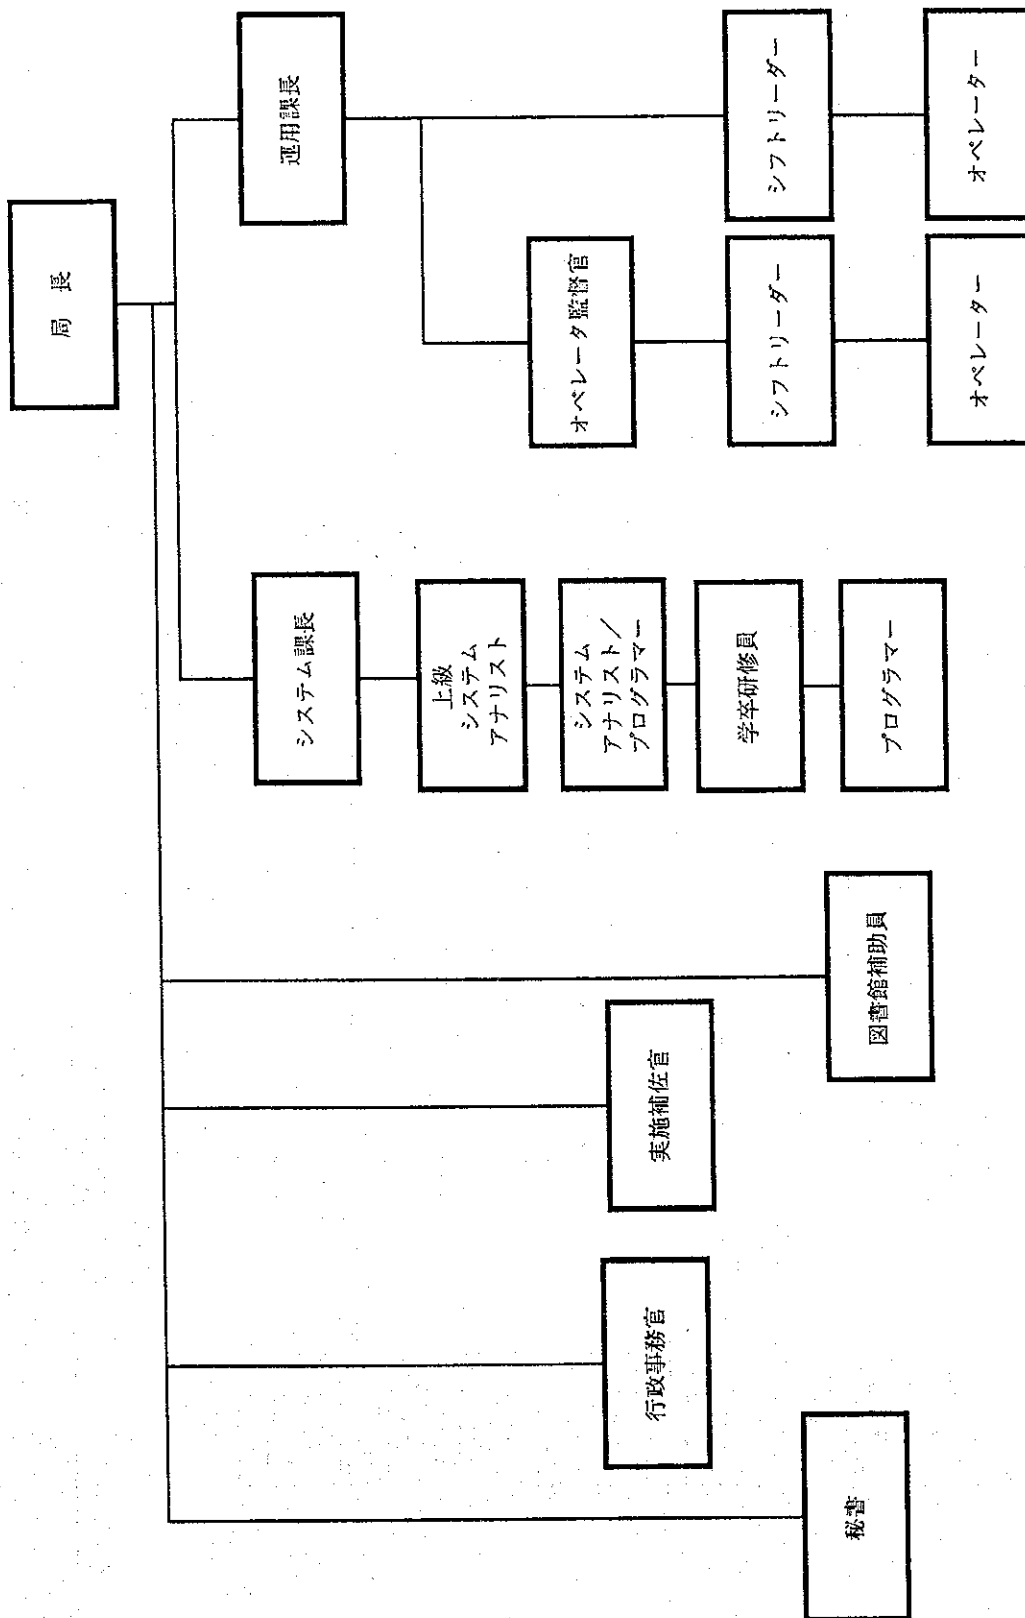 局長
運用課長
シフトリーダー
オペレーター
オペレータ監督官
シフトリーダー
オペレーター
システム課長
上級
システム
アナリスト
システム
アナリスト／
プログラマー
学卒研修員
プログラマー
図書館補助員
実施補佐官
行政事務官
秘書